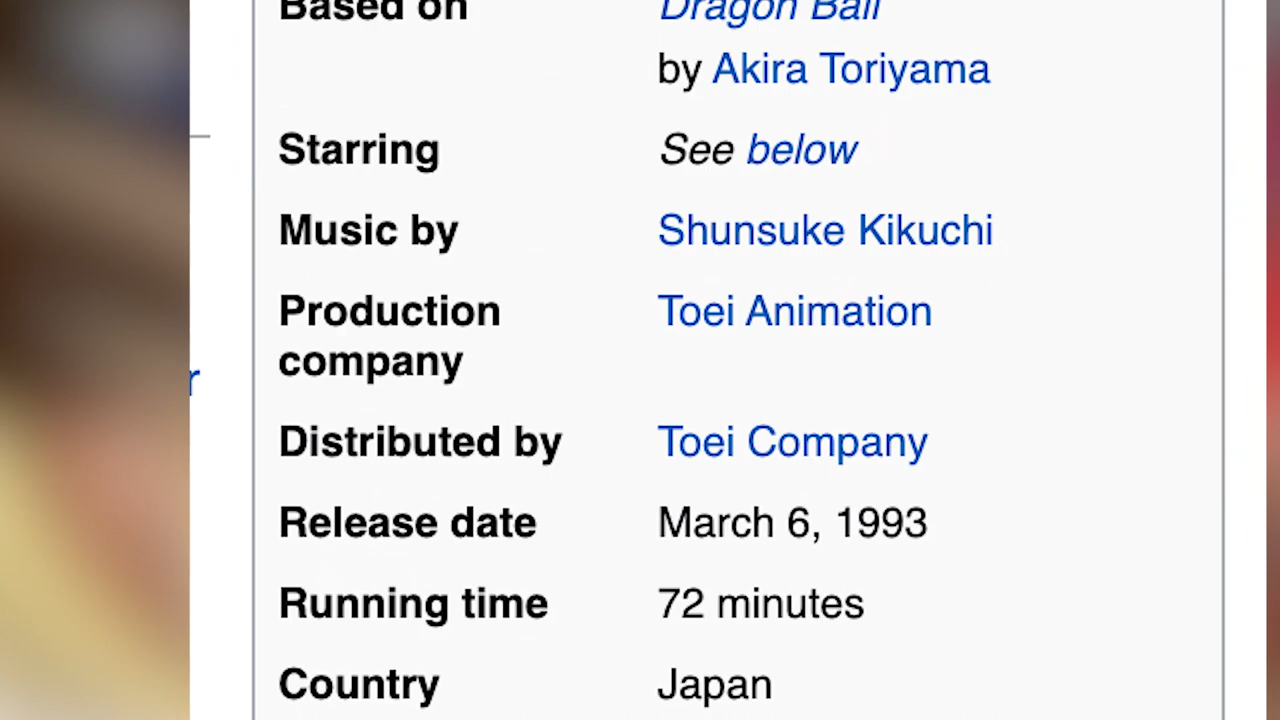 Based on Dragon Ball
by Akira Toriyama
Starring See below
Music by Shunsuke Kikuchi
Production Toei Animation
company
r
Distributed by Toei Company
Release date March 6, 1993
Running time 72 minutes
Country Japan